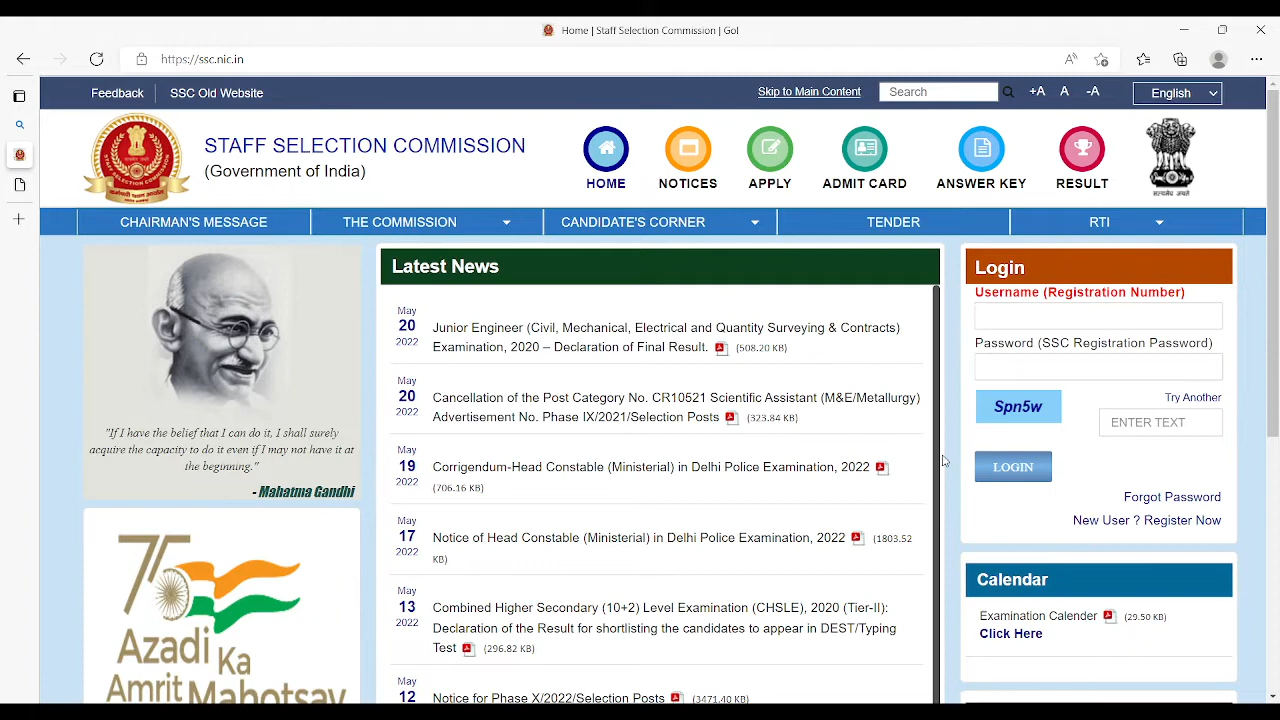 Home | Staff Selection Commission | GoI
https://ssc.nic.in
Feedback
SSC Old Website
Skip to Main Content
Search
+A A -A
English
STAFF SELECTION COMMISSION
(Government of India)
HOME
NOTICES
APPLY
ADMIT CARD
ANSWER KEY
RESULT
CHAIRMAN'S MESSAGE
THE COMMISSION
CANDIDATE'S CORNER
TENDER
RTI
"If I have the belief that I can do it, I shall surely
acquire the capacity to do it even if I may not have it at
the beginning."
- Mahatma Gandhi
75
Azadi Ka
Amrit Mahotsav
Latest News
May
20
2022
Junior Engineer (Civil, Mechanical, Electrical and Quantity Surveying & Contracts)
Examination, 2020 – Declaration of Final Result. (508.20 KB)
May
20
2022
Cancellation of the Post Category No. CR10521 Scientific Assistant (M&E/Metallurgy)
Advertisement No. Phase IX/2021/Selection Posts (323.84 KB)
May
19
2022
Corrigendum-Head Constable (Ministerial) in Delhi Police Examination, 2022
(706.16 KB)
May
17
2022
Notice of Head Constable (Ministerial) in Delhi Police Examination, 2022 (1803.52
KB)
May
13
2022
Combined Higher Secondary (10+2) Level Examination (CHSLE), 2020 (Tier-II):
Declaration of the Result for shortlisting the candidates to appear in DEST/Typing
Test (296.82 KB)
May
12
Notice for Phase X/2022/Selection Posts (3471.40 KB)
Login
Username (Registration Number)
Password (SSC Registration Password)
Spn5w
Try Another
ENTER TEXT
LOGIN
Forgot Password
New User ? Register Now
Calendar
Examination Calender (29.50 KB)
Click Here